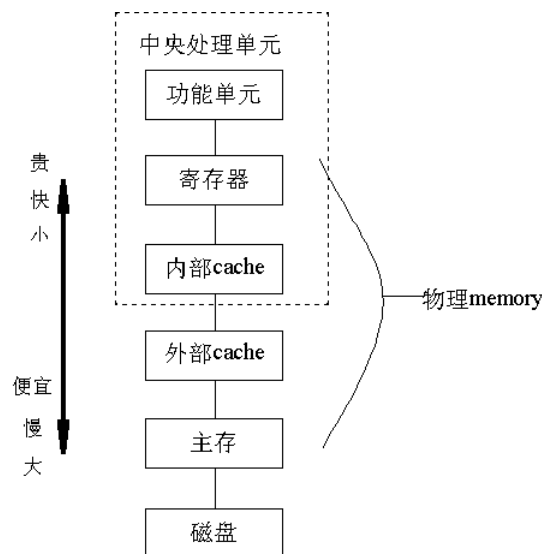 中央处理单元
功能单元
寄存器
内部cache
外部cache
主存
磁盘
贵
快
小
便宜
慢
大
物理memory